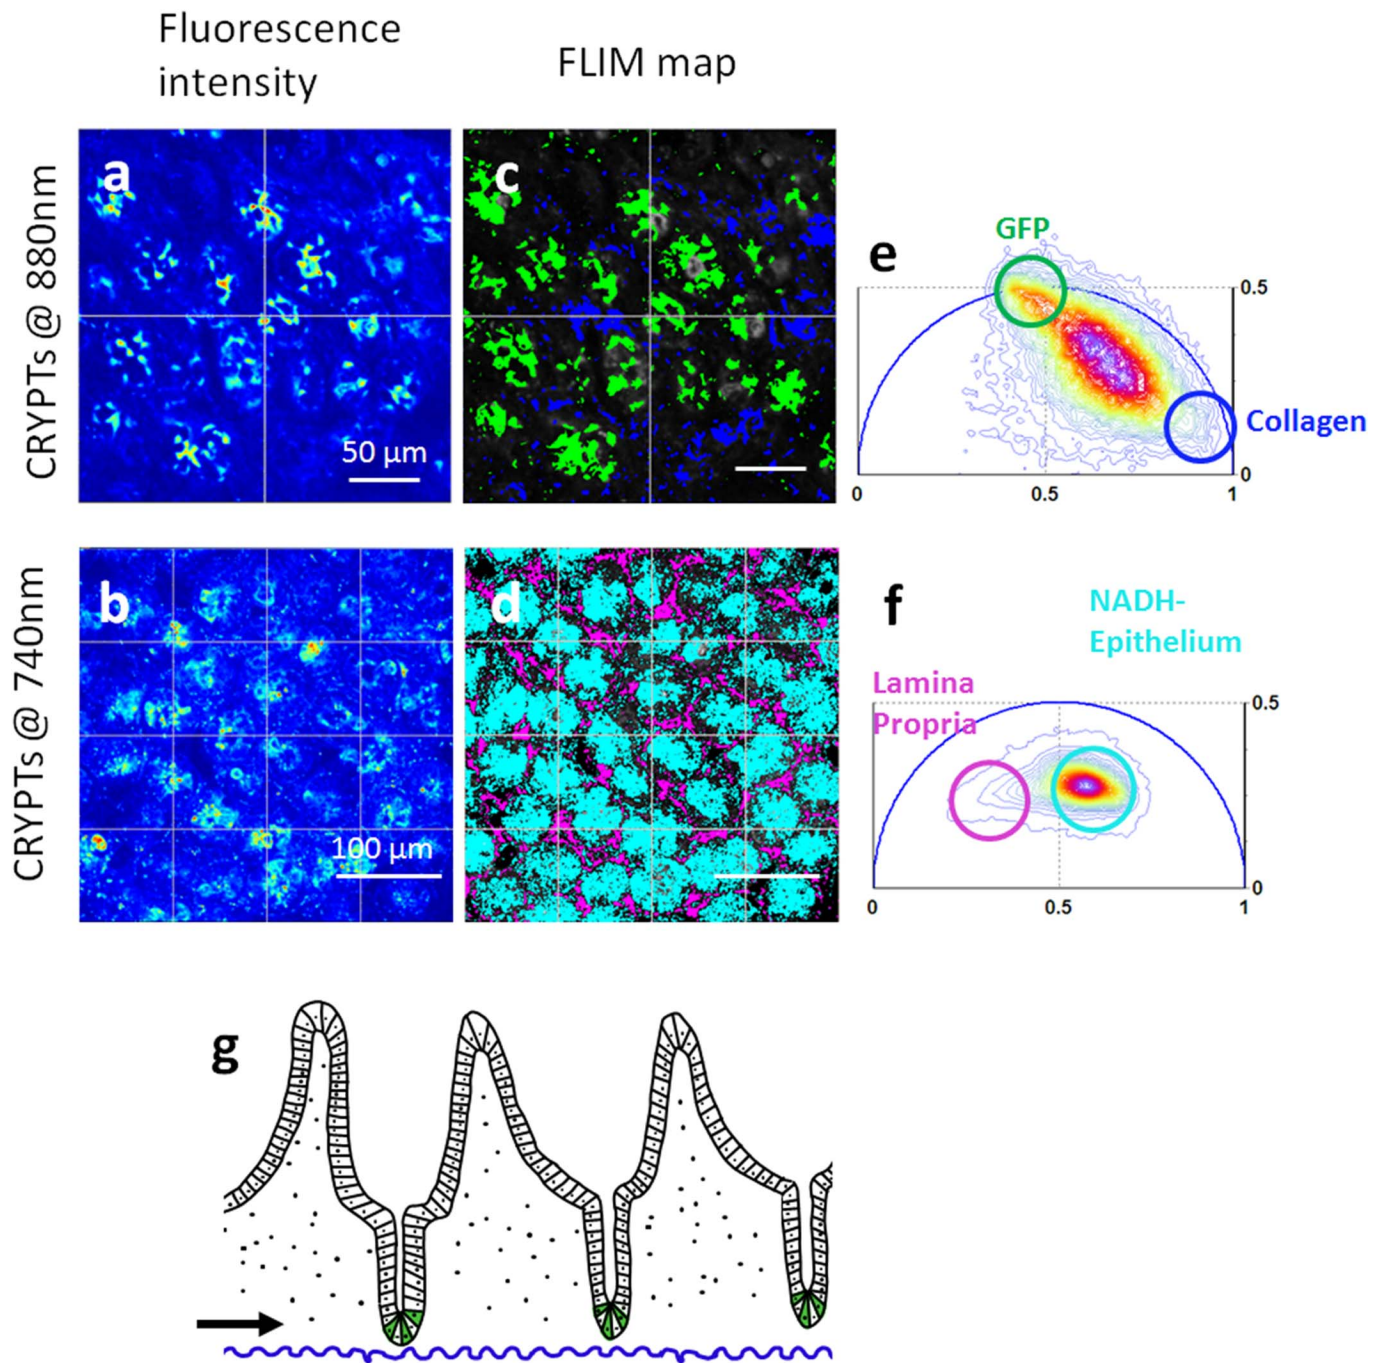 Fluorescence
intensity
FLIM map
CRYPTs @ 880nm
a
50 µm
c
e
GFP
0.5
Collagen
0
0
0.5
1
CRYPTs @ 740nm
b
100 µm
d
f
NADH-
Epithelium
Lamina
Propria
0.5
0
0
0.5
1
g